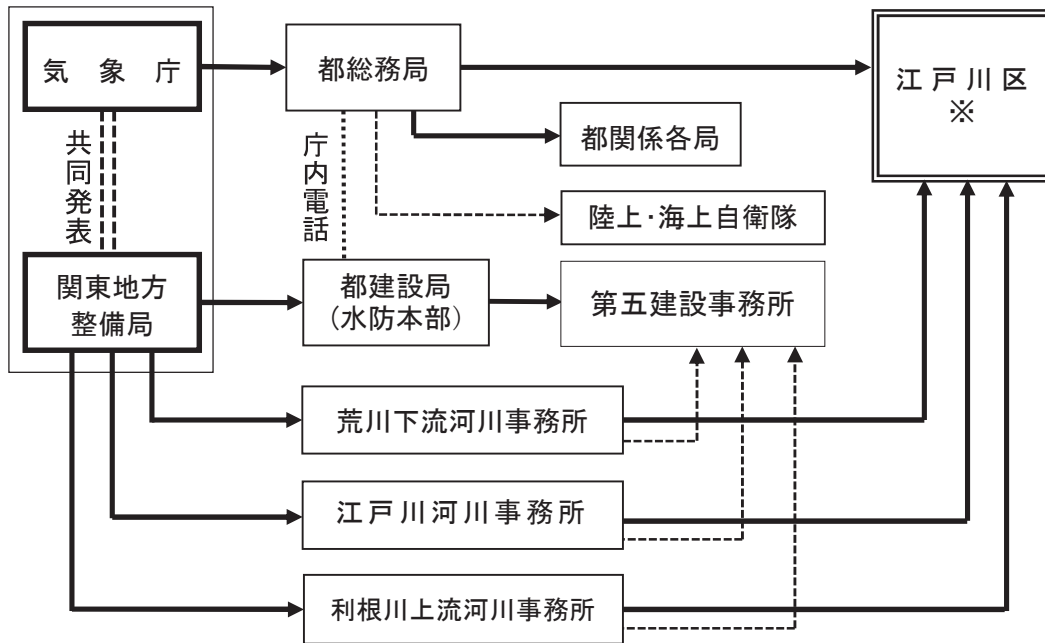 気象庁
都総務局
江戸川区
※
都関係各局
共同発表
庁内電話
陸上・海上自衛隊
関東地方
整備局
都建設局
（水防本部）
第五建設事務所
荒川下流河川事務所
江戸川河川事務所
利根川上流河川事務所